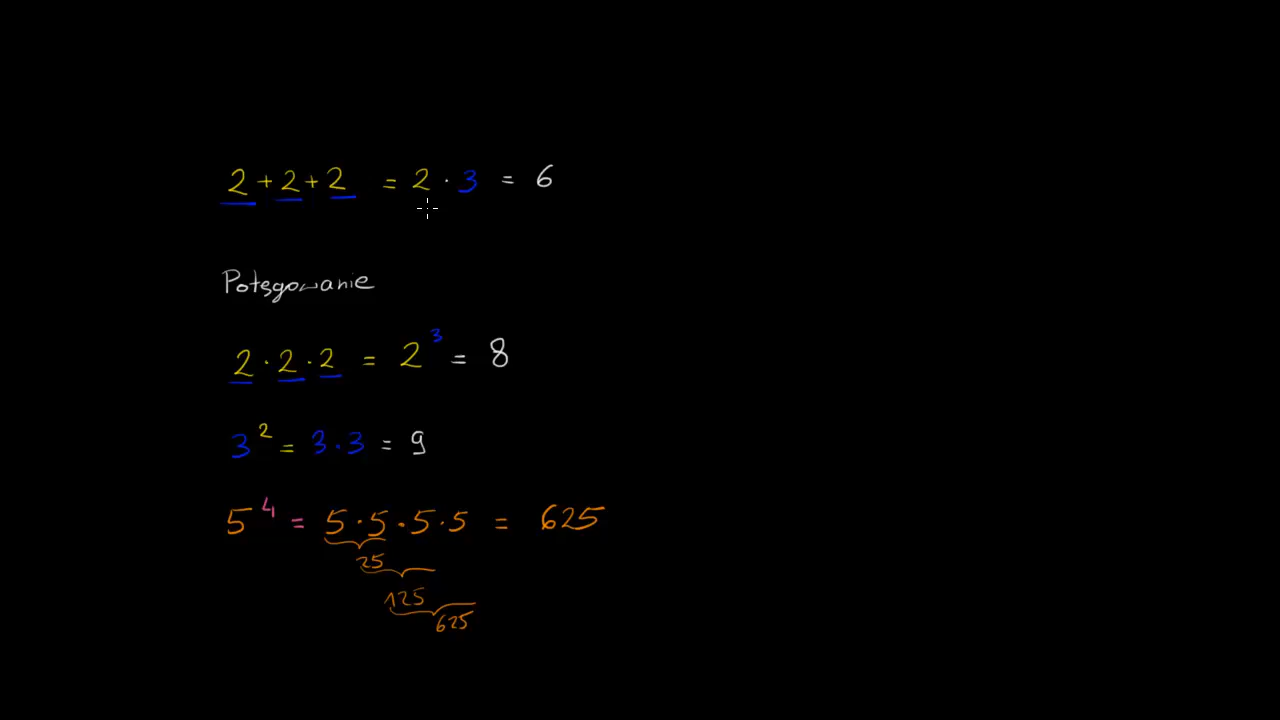 2 + 2 + 2 = 2 · 3 = 6
Potęgowanie
2 · 2 · 2 = 2³ = 8
3² = 3 · 3 = 9
5⁴ = 5 · 5 · 5 · 5 = 625
25
125
625